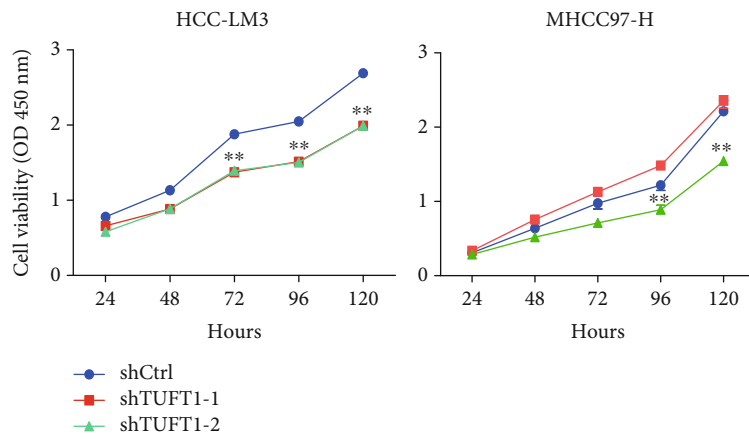 HCC-LM3
Cell viability (OD 450 nm)
3
2
1
0
**
**
**
24 48 72 96 120
Hours
MHCC97-H
3
2
1
0
**
**
24 48 72 96 120
Hours
shCtrl
shTUFT1-1
shTUFT1-2